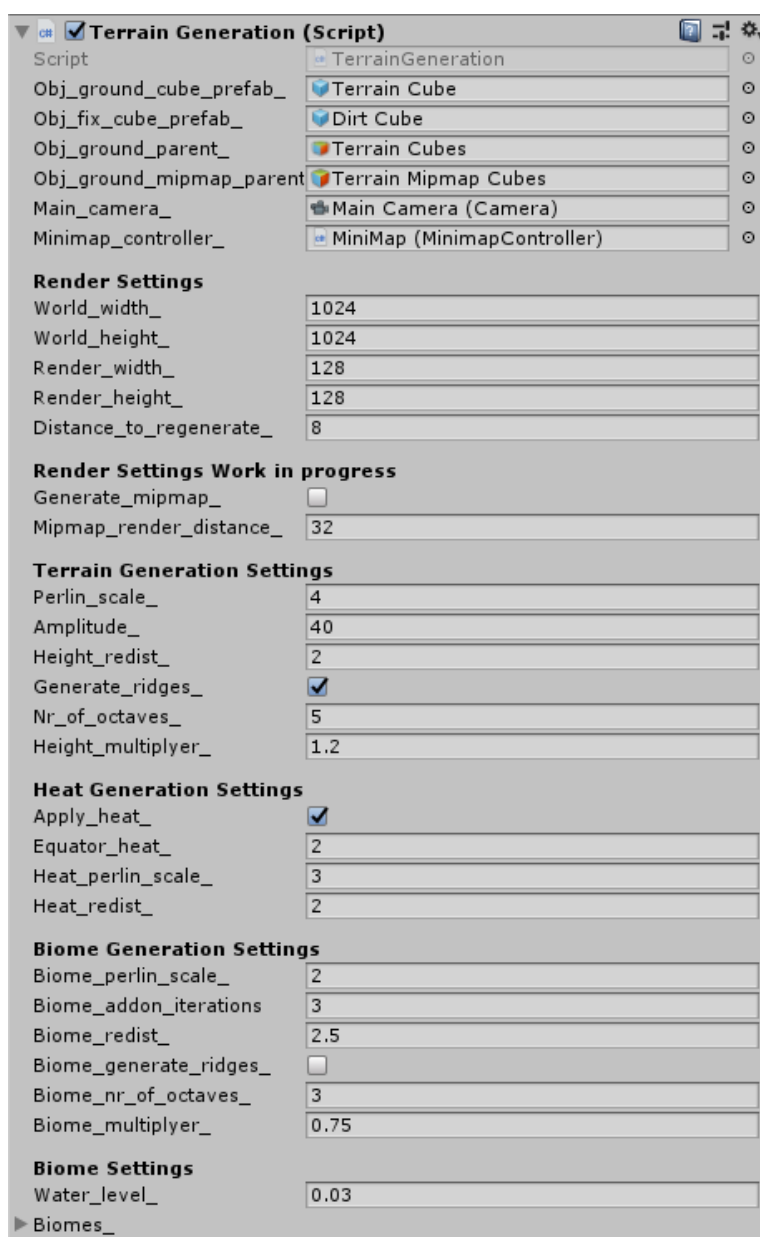 Terrain Generation (Script)
Script TerrainGeneration
Obj_ground_cube_prefab_ Terrain Cube
Obj_fix_cube_prefab_ Dirt Cube
Obj_ground_parent_ Terrain Cubes
Obj_ground_mipmap_parent Terrain Mipmap Cubes
Main_camera_ Main Camera (Camera)
Minimap_controller_ MiniMap (MinimapController)
Render Settings
World_width_ 1024
World_height_ 1024
Render_width_ 128
Render_height_ 128
Distance_to_regenerate_ 8
Render Settings Work in progress
Generate_mipmap_
Mipmap_render_distance_ 32
Terrain Generation Settings
Perlin_scale_ 4
Amplitude_ 40
Height_redist_ 2
Generate_ridges_
Nr_of_octaves_ 5
Height_multiplyer_ 1.2
Heat Generation Settings
Apply_heat_
Equator_heat_ 2
Heat_perlin_scale_ 3
Heat_redist_ 2
Biome Generation Settings
Biome_perlin_scale_ 2
Biome_addon_iterations 3
Biome_redist_ 2.5
Biome_generate_ridges_
Biome_nr_of_octaves_ 3
Biome_multiplyer_ 0.75
Biome Settings
Water_level_ 0.03
Biomes_